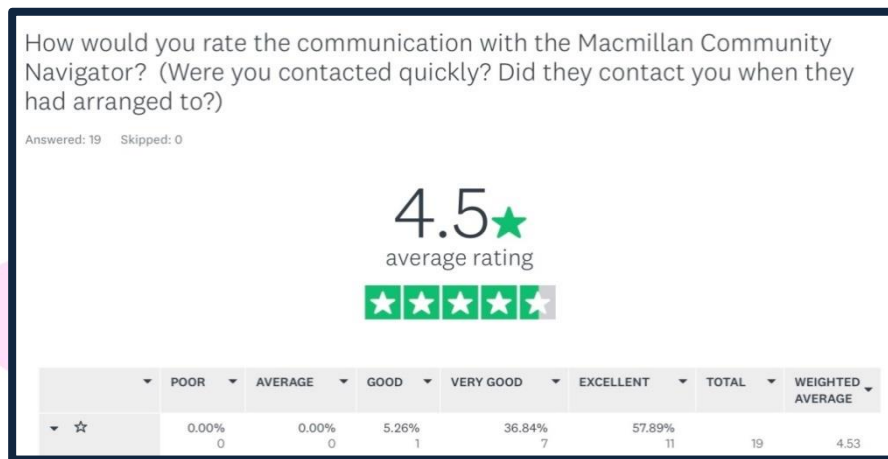 How would you rate the communication with the Macmillan Community
Navigator? (Were you contacted quickly? Did they contact you when they
had arranged to?)
Answered: 19 Skipped: 0
4.5
average rating
POOR AVERAGE GOOD VERY GOOD EXCELLENT TOTAL WEIGHTED AVERAGE
0.00% 0.00% 5.26% 36.84% 57.89%
0 0 1 7 11 19 4.53